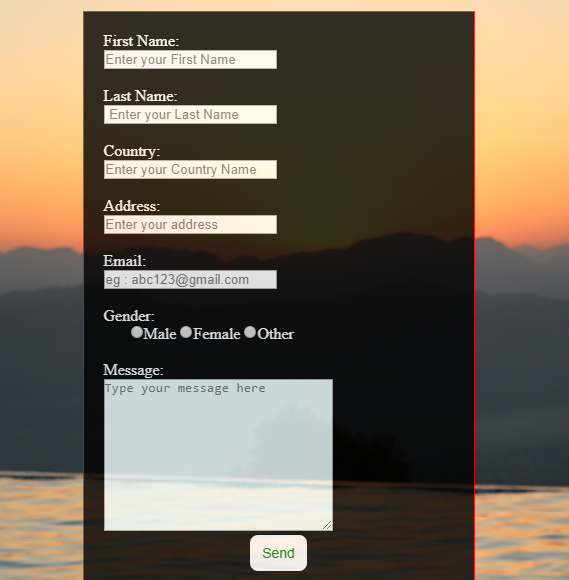 First Name:
Enter your First Name
Last Name:
Enter your Last Name
Country:
Enter your Country Name
Address:
Enter your address
Email:
eg : abc123@gmail.com
Gender:
Male Female Other
Message:
Type your message here
Send